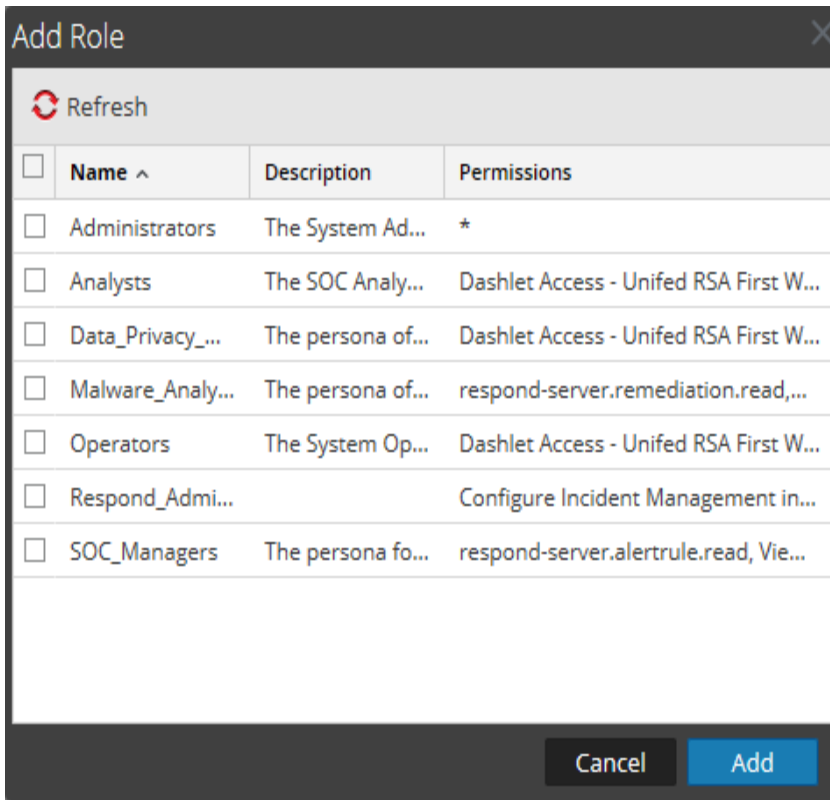 Add Role
Refresh
Name Description Permissions
Administrators The System Ad... *
Analysts The SOC Analy... Dashlet Access - Unifed RSA First W...
Data_Privacy_... The persona of... Dashlet Access - Unifed RSA First W...
Malware_Analy... The persona of... respond-server.remediation.read,...
Operators The System Op... Dashlet Access - Unifed RSA First W...
Respond_Admi... Configure Incident Management in...
SOC_Managers The persona fo... respond-server.alertrule.read, Vie...
Cancel Add